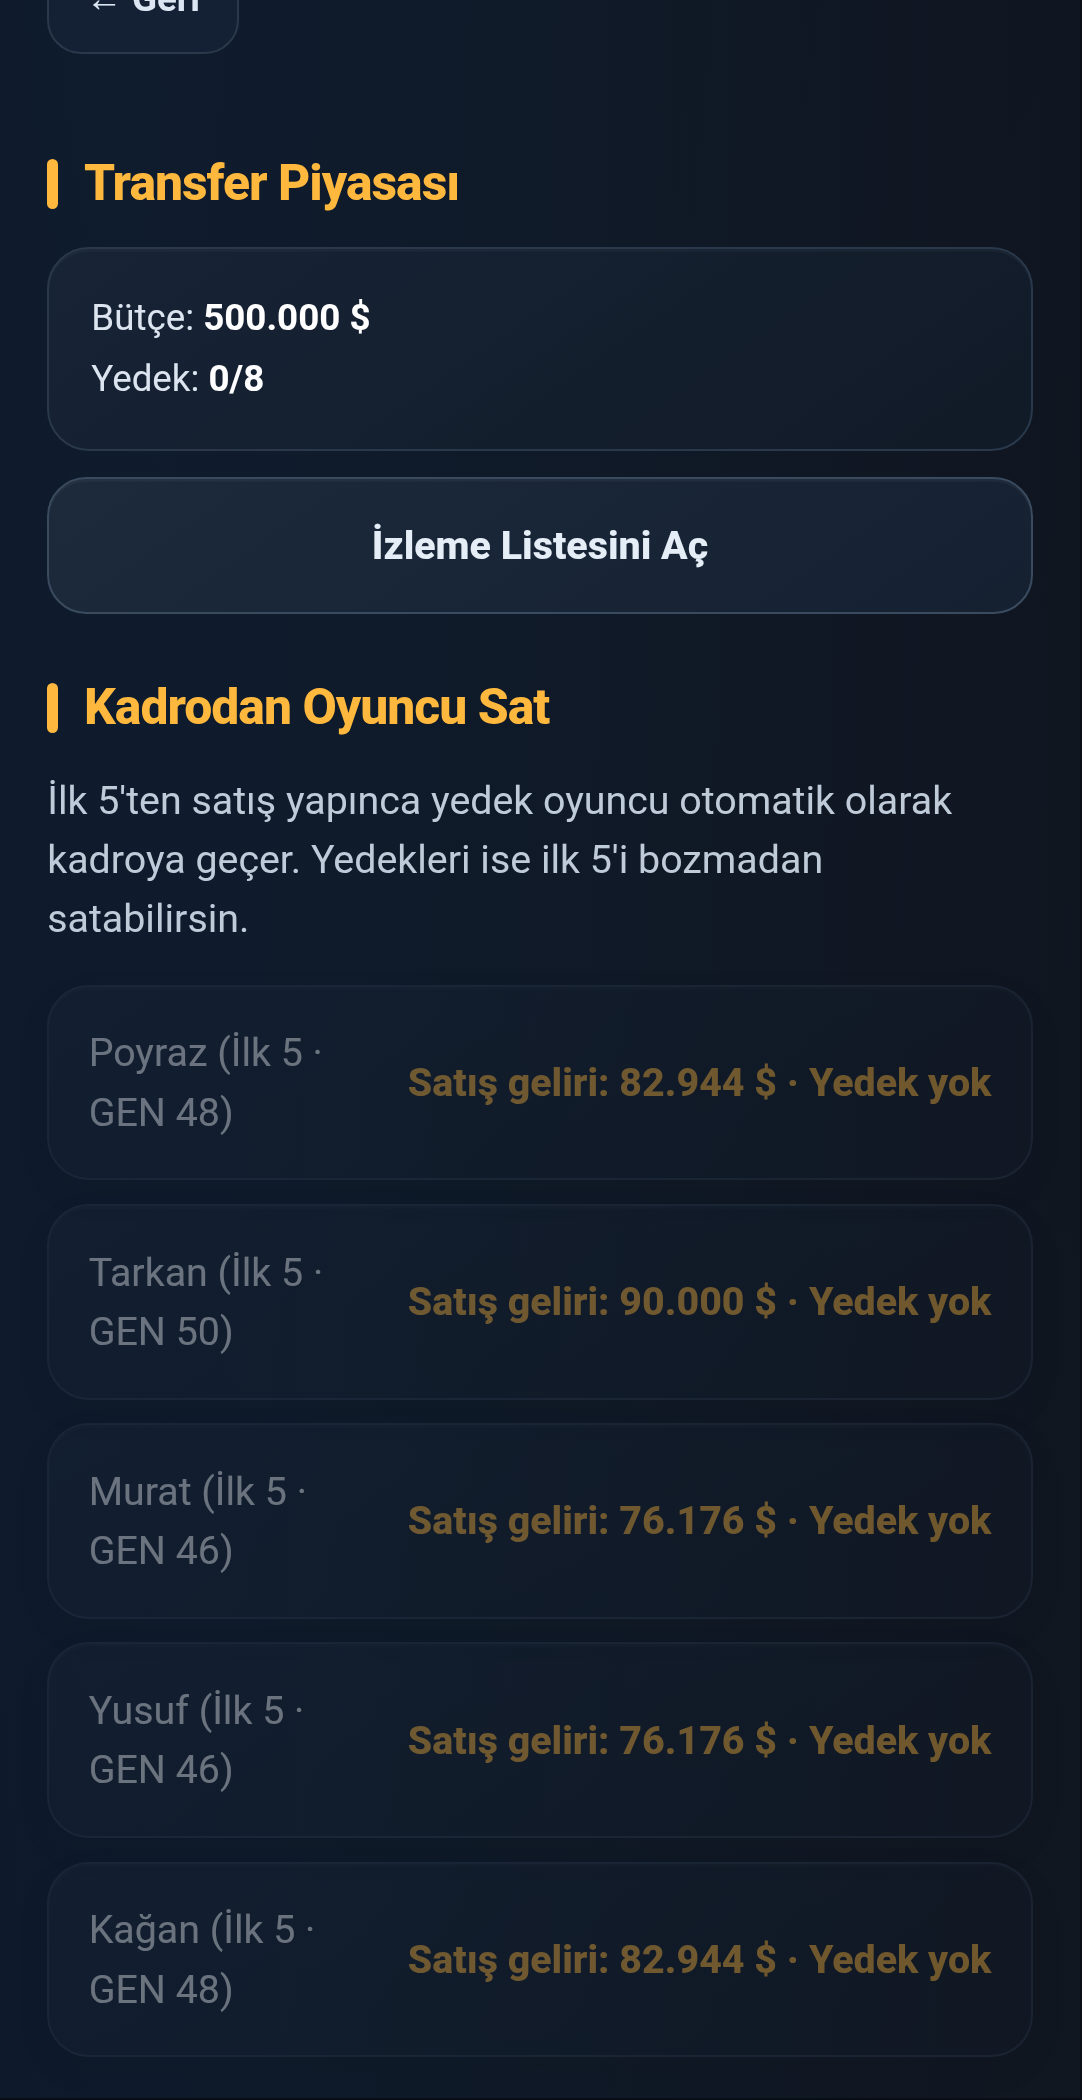 ← Geri
Transfer Piyasası
Bütçe: 500.000 $
Yedek: 0/8
İzleme Listesini Aç
Kadrodan Oyuncu Sat
İlk 5'ten satış yapınca yedek oyuncu otomatik olarak
kadroya geçer. Yedekleri ise ilk 5'i bozmadan
satabilirsin.
Poyraz (İlk 5 ·
GEN 48)
Satış geliri: 82.944 $ · Yedek yok
Tarkan (İlk 5 ·
GEN 50)
Satış geliri: 90.000 $ · Yedek yok
Murat (İlk 5 ·
GEN 46)
Satış geliri: 76.176 $ · Yedek yok
Yusuf (İlk 5 ·
GEN 46)
Satış geliri: 76.176 $ · Yedek yok
Kağan (İlk 5 ·
GEN 48)
Satış geliri: 82.944 $ · Yedek yok